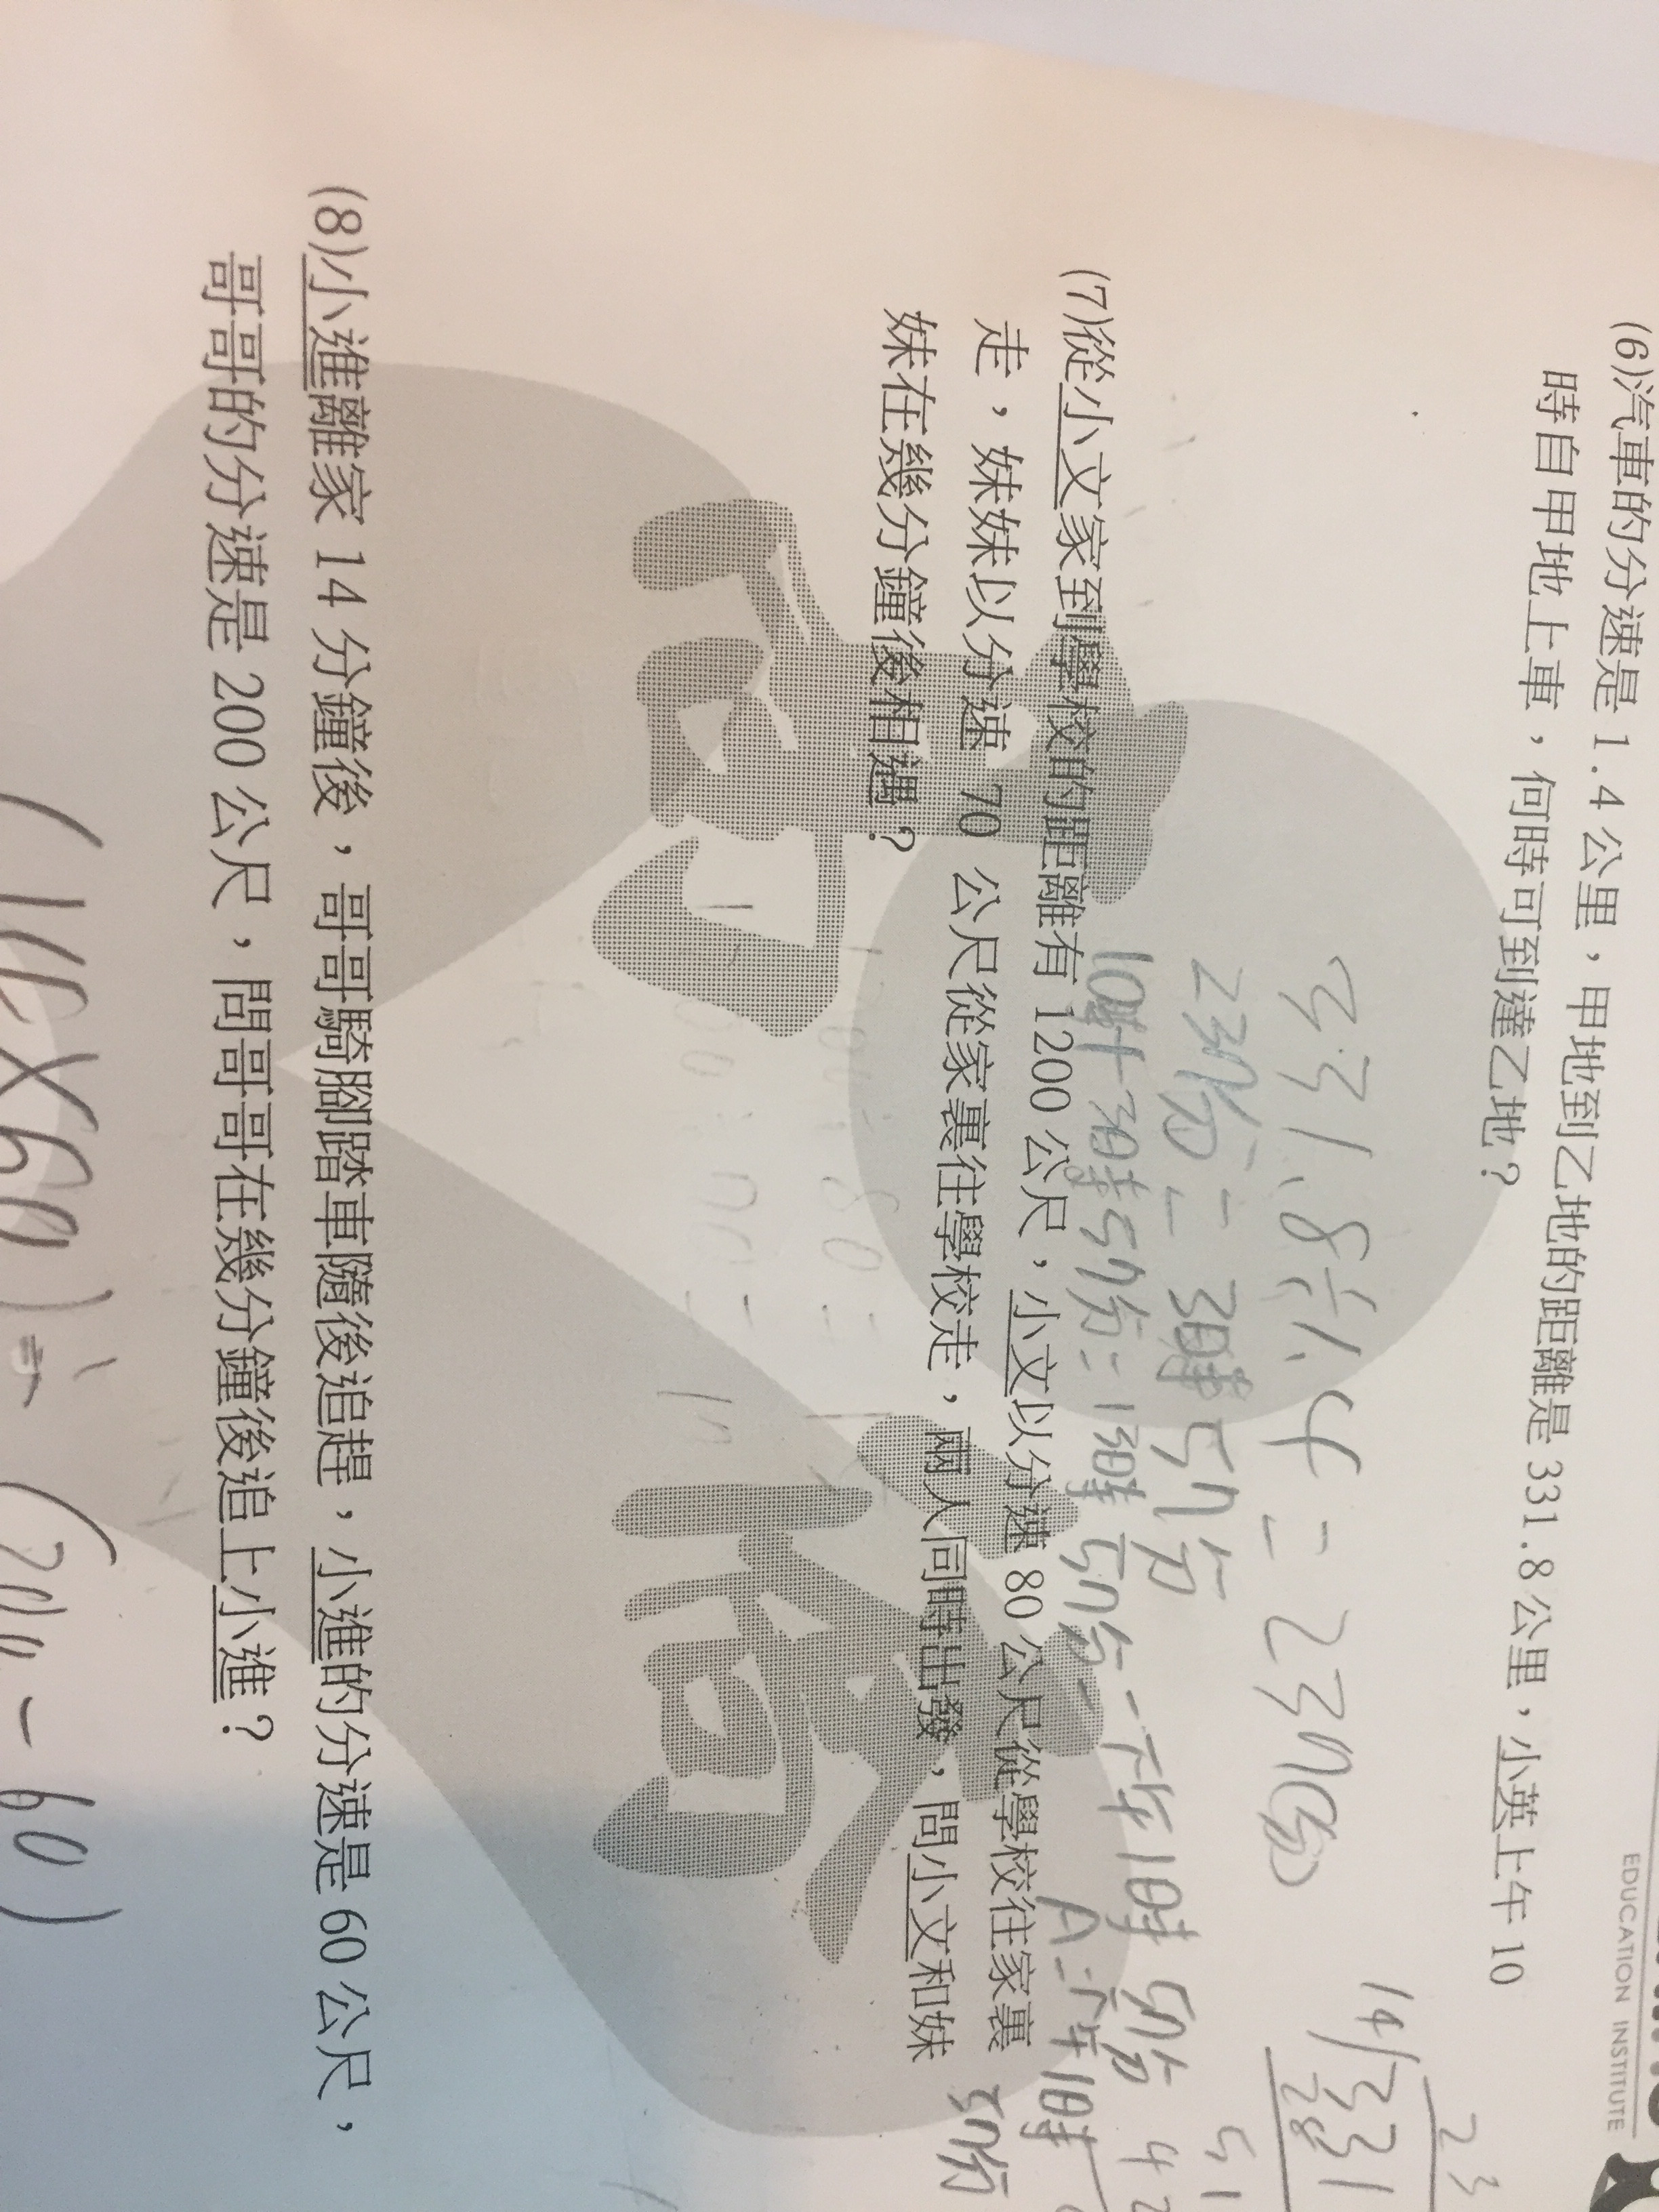 EDUCATION INSTITUTE
(6)汽車的分速是 1.4 公里，甲地到乙地的距離是 331.8 公里，小英上午 10
時自甲地上車，何時可到達乙地？
331.8÷1.4=237(分)
237分=3時57分
10時+3時57分=13時57分=下午1時57分
A:下午1時
57分
(7)從小文家到學校的距離有 1200 公尺，小文以分速 80 公尺從學校往家裏
走，妹妹以分速 70 公尺從家裏往學校走，兩人同時出發，問小文和妹
妹在幾分鐘後相遇？
(8)小進離家 14 分鐘後，哥哥騎腳踏車隨後追趕，小進的分速是 60 公尺，
哥哥的分速是 200 公尺，問哥哥在幾分鐘後追上小進？
(14×60)÷(200-60)